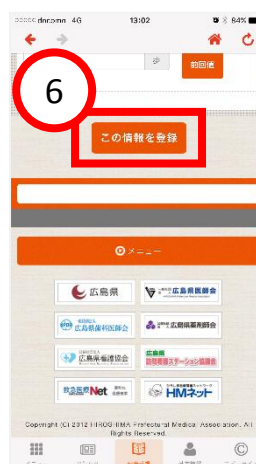 docomo 4G 13:02 84%
前回値
6
この情報を登録
メニュー
広島県
広島県医師会
広島県歯科医師会
広島県薬剤師会
広島県看護協会
広島県
訪問看護ステーション協議会
救急医療Net
HMネット
Copyright (C) 2012 HIROSHIMA Prefectural Medical Association. All
Rights Reserved.